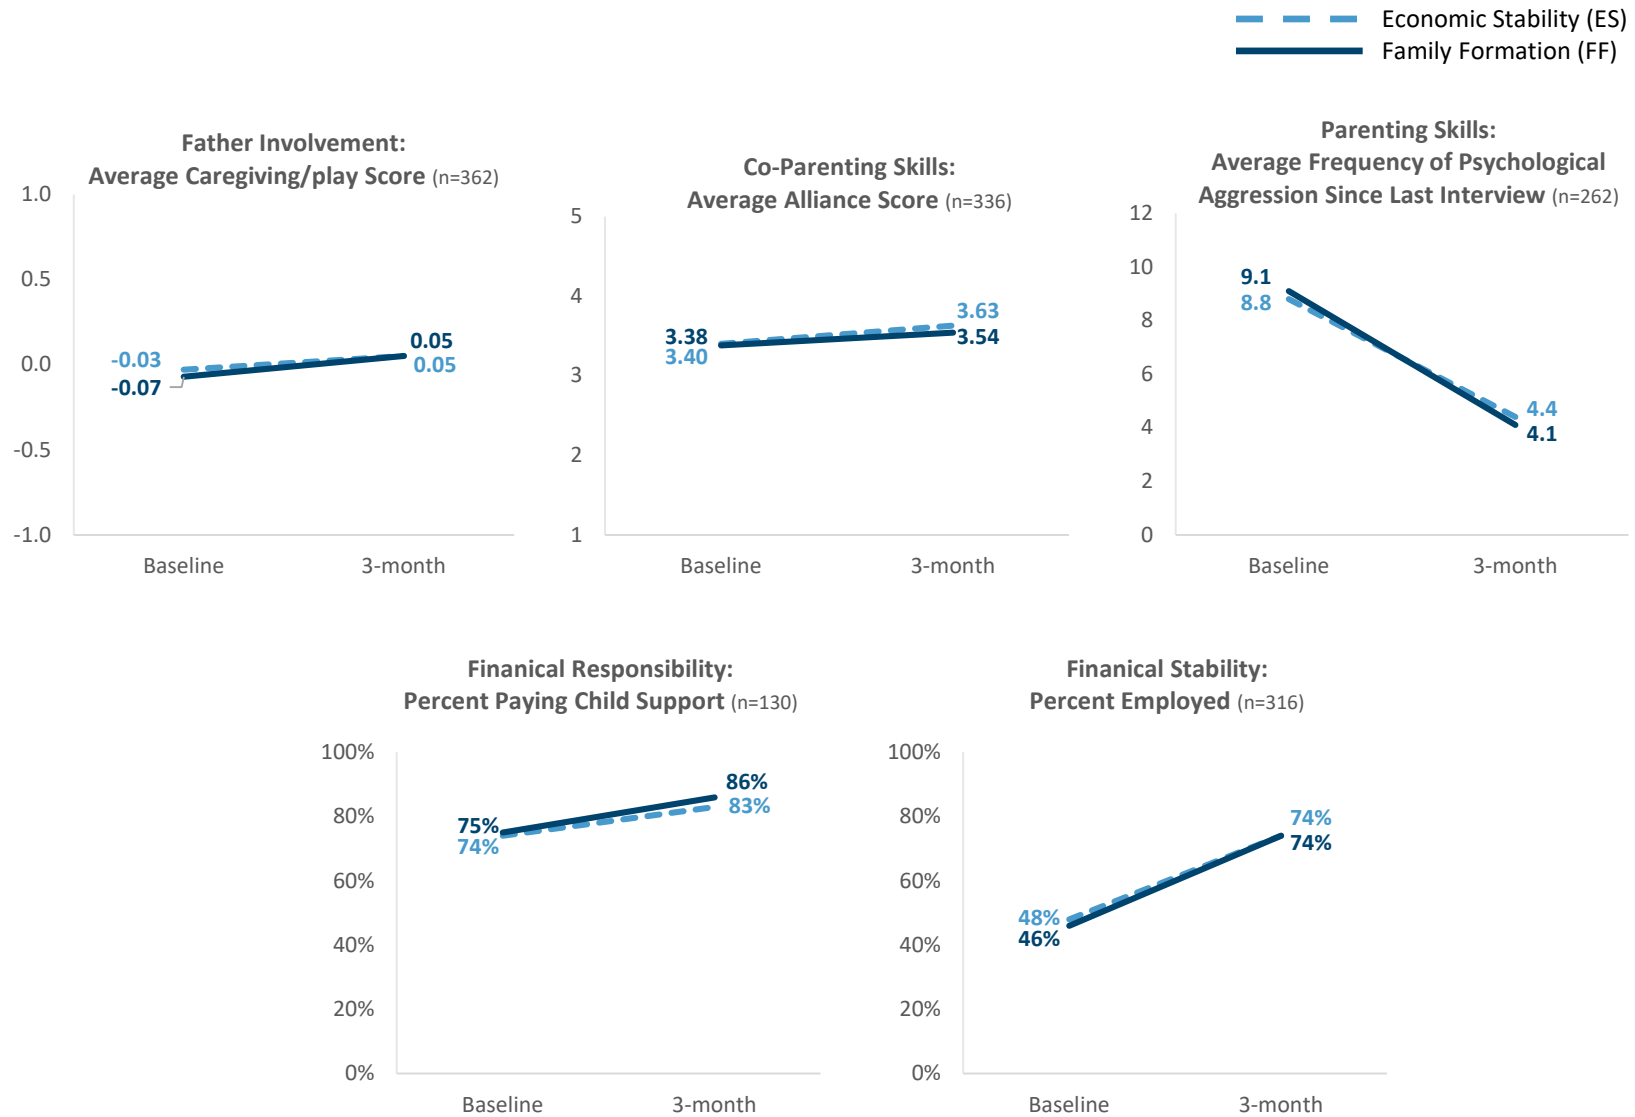 Economic Stability (ES)
Family Formation (FF)
Father Involvement:
Average Caregiving/play Score (n=362)
1.0
0.5
0.0
-0.5
-1.0
-0.03
-0.07
0.05
0.05
Baseline
3-month
Co-Parenting Skills:
Average Alliance Score (n=336)
5
4
3
2
1
3.38
3.40
3.63
3.54
Baseline
3-month
Parenting Skills:
Average Frequency of Psychological
Aggression Since Last Interview (n=262)
12
10
8
6
4
2
0
9.1
8.8
4.4
4.1
Baseline
3-month
Finanical Responsibility:
Percent Paying Child Support (n=130)
100%
80%
60%
40%
20%
0%
75%
74%
86%
83%
Baseline
3-month
Finanical Stability:
Percent Employed (n=316)
100%
80%
60%
40%
20%
0%
48%
46%
74%
74%
Baseline
3-month